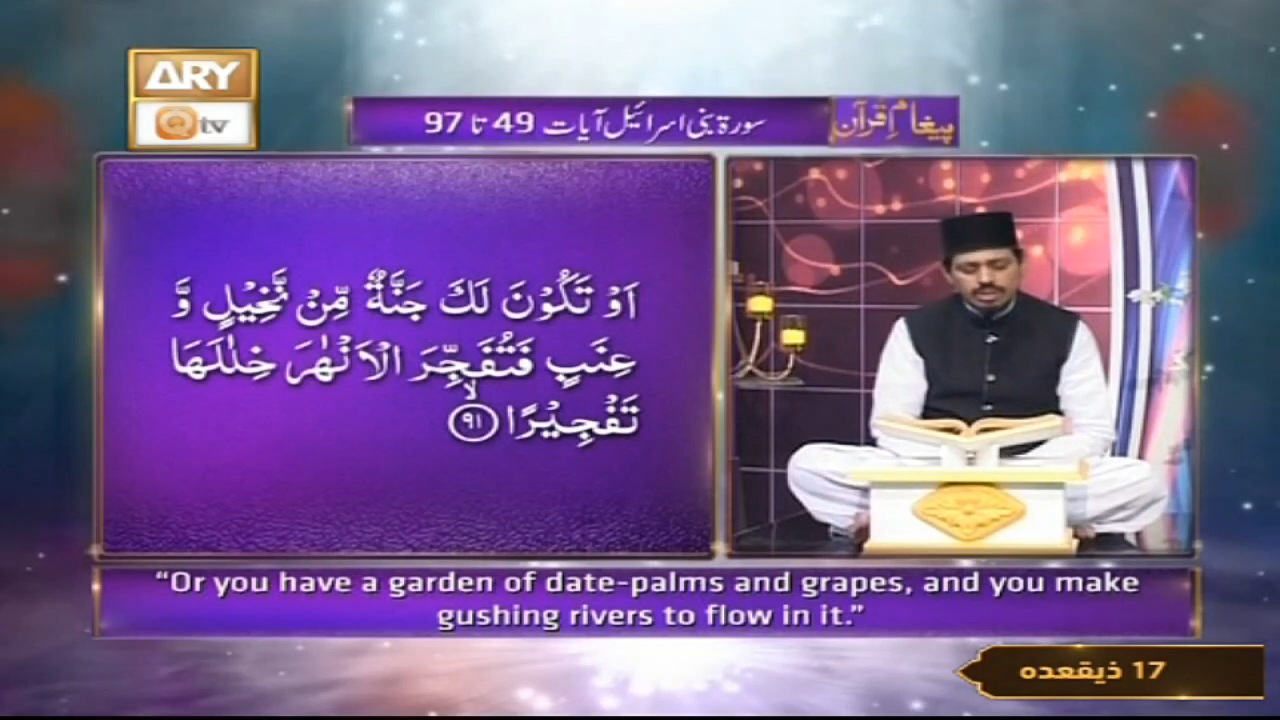 ARY
Qtv
پیغام قرآن
سورۃ بنی اسرائیل آیات 49 تا 97
اَوْ تَكُوْنَ لَكَ جَنَّةٌ مِّنْ نَّخِيْلٍ وَّ
عِنَبٍ فَتُفَجِّرَ الْاَنْهٰرَ خِلٰلَهَا
تَفْجِيْرًا ۙ﴿۹۱﴾
“Or you have a garden of date-palms and grapes, and you make
gushing rivers to flow in it.”
17 ذیقعدہ